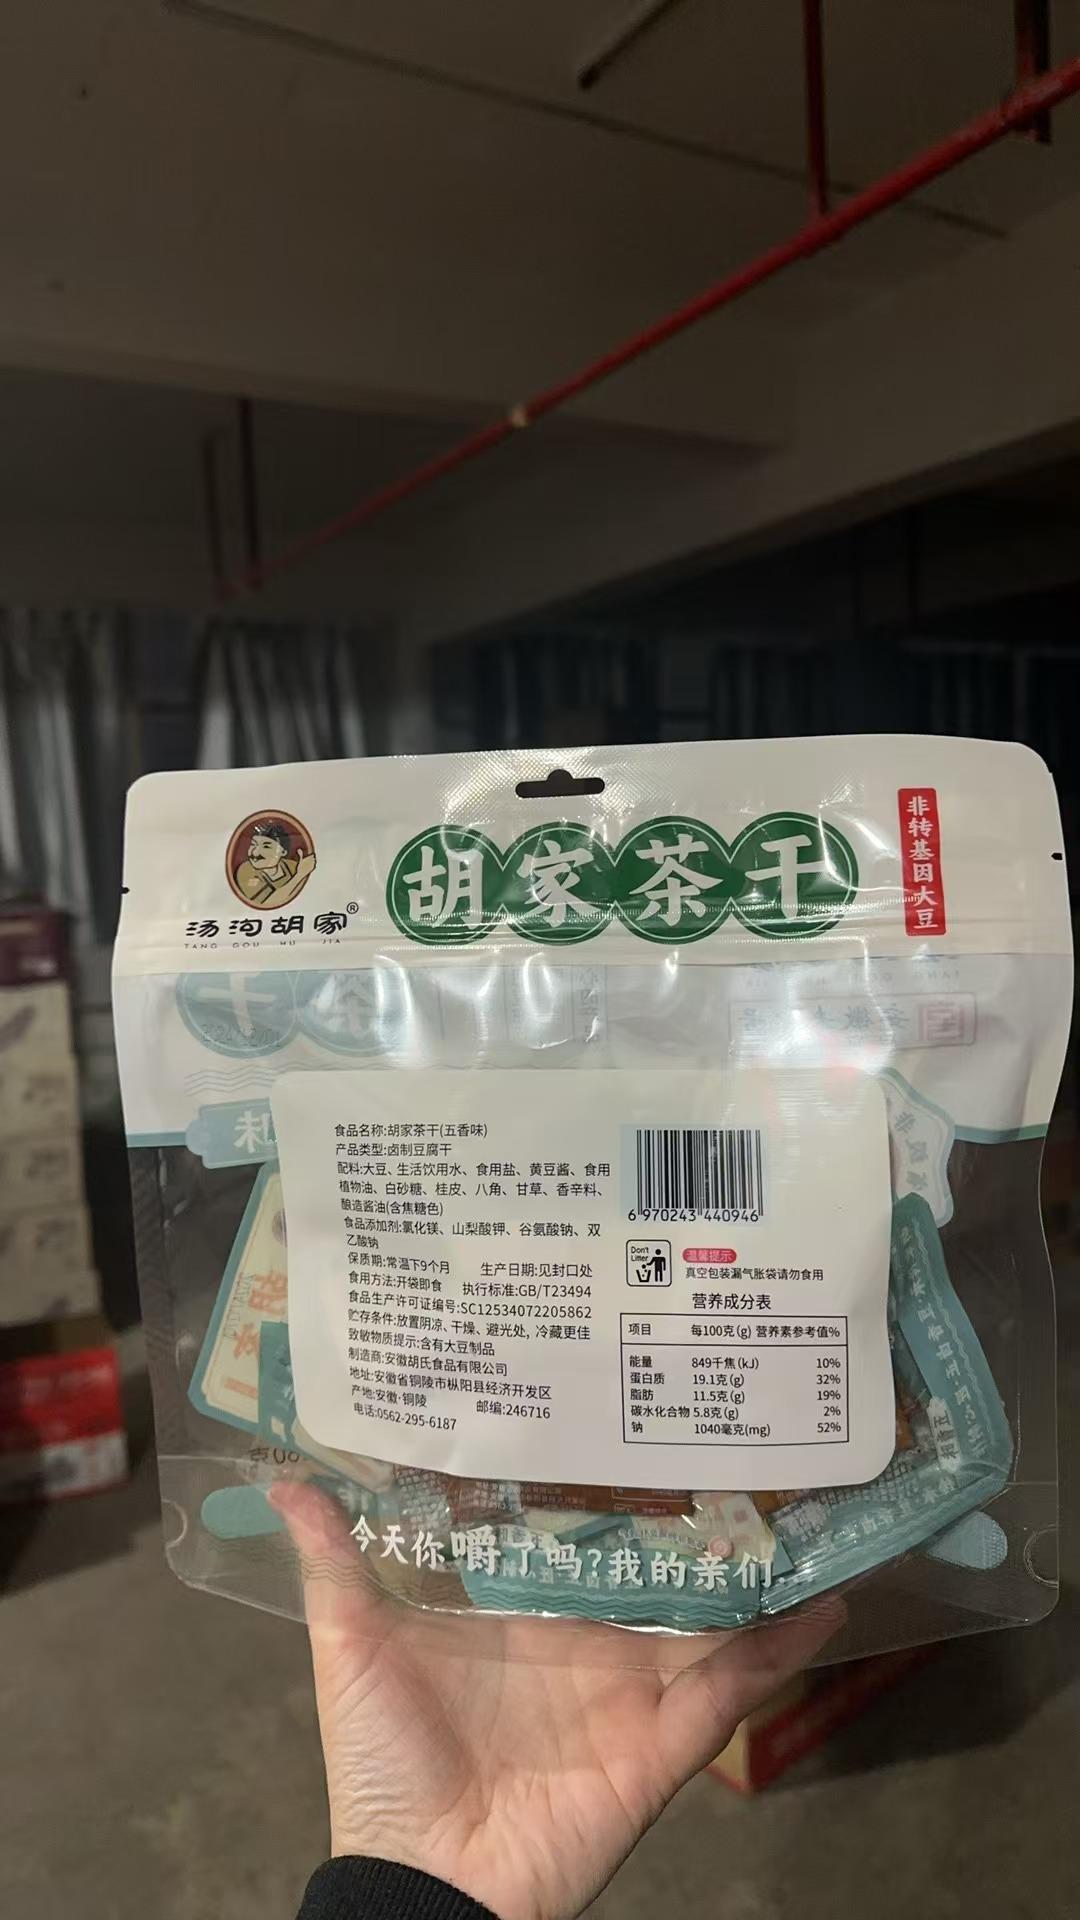 汤沟胡家®
TANG GOU HU JIA
胡家茶干
非转基因大豆
食品名称:胡家茶干(五香味)
产品类型:卤制豆腐干
配料:大豆、生活饮用水、食用盐、黄豆酱、食用
植物油、白砂糖、桂皮、八角、甘草、香辛料、
酿造酱油(含焦糖色)
食品添加剂:氯化镁、山梨酸钾、谷氨酸钠、双
乙酸钠
保质期:常温下9个月 生产日期:见封口处
食用方法:开袋即食 执行标准:GB/T23494
食品生产许可证编号:SC12534072205862
贮存条件:放置阴凉、干燥、避光处, 冷藏更佳
致敏物质提示:含有大豆制品
制造商:安徽胡氏食品有限公司
地址:安徽省铜陵市枞阳县经济开发区
产地:安徽·铜陵 邮编:246716
电话:0562-295-6187
6 970243 440946
Don't
Litter
温馨提示
真空包装漏气胀袋请勿食用
营养成分表
项目 每100克(g) 营养素参考值%
能量 849千焦(kJ) 10%
蛋白质 19.1克(g) 32%
脂肪 11.5克(g) 19%
碳水化合物 5.8克(g) 2%
钠 1040毫克(mg) 52%
今天你嚼了吗?我的亲们...